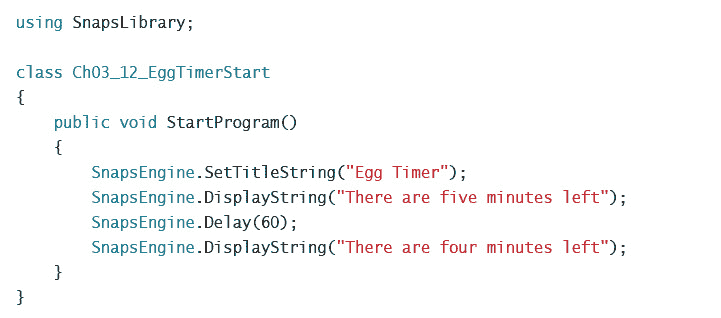 using SnapsLibrary;

class Ch03_12_EggTimerStart
{
    public void StartProgram()
    {
        SnapsEngine.SetTitleString("Egg Timer");
        SnapsEngine.DisplayString("There are five minutes left");
        SnapsEngine.Delay(60);
        SnapsEngine.DisplayString("There are four minutes left");
    }
}